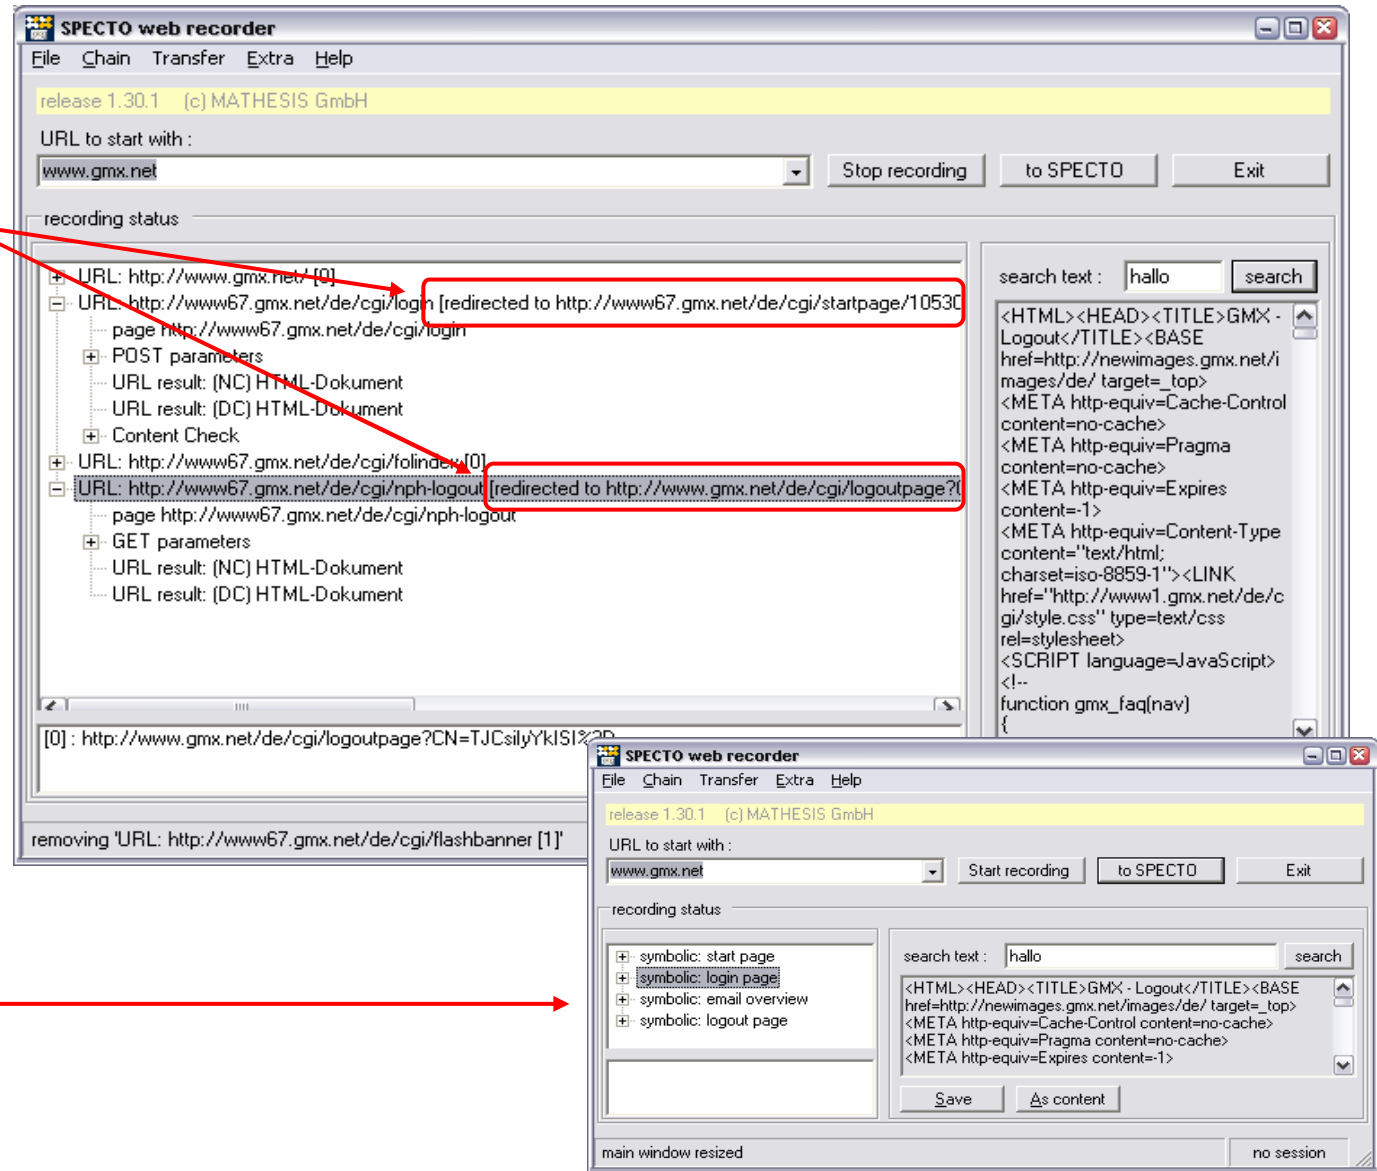 SPECTO web recorder
File Chain Transfer Extra Help
release 1.30.1 (c) MATHESIS GmbH
URL to start with :
www.gmx.net
Stop recording
to SPECTO
Exit
recording status
URL: http://www.gmx.net/ [0]
URL: http://www67.gmx.net/de/cgi/login [redirected to http://www67.gmx.net/de/cgi/startpage/10530
page http://www67.gmx.net/de/cgi/login
POST parameters
URL result: (NC) HTML-Dokument
URL result: (DC) HTML-Dokument
Content Check
URL: http://www67.gmx.net/de/cgi/folindex [0]
URL: http://www67.gmx.net/de/cgi/nph-logout [redirected to http://www.gmx.net/de/cgi/logoutpage?
page http://www67.gmx.net/de/cgi/nph-logout
GET parameters
URL result: (NC) HTML-Dokument
URL result: (DC) HTML-Dokument
[0] : http://www.gmx.net/de/cgi/logoutpage?CN=
removing 'URL: http://www67.gmx.net/de/cgi/flashbanner [1]'
search text : hallo search
<HTML><HEAD><TITLE>GMX -
Logout</TITLE><BASE
href=http://newimages.gmx.net/i
mages/de/ target=_top>
<META http-equiv=Cache-Control
content=no-cache>
<META http-equiv=Pragma
content=no-cache>
<META http-equiv=Expires
content=-1>
<META http-equiv=Content-Type
content="text/html;
charset=iso-8859-1"><LINK
href="http://www1.gmx.net/de/c
gi/style.css" type=text/css
rel=stylesheet>
<SCRIPT language=JavaScript>
<!--
function gmx_faq(nav)
{
SPECTO web recorder
File Chain Transfer Extra Help
release 1.30.1 (c) MATHESIS GmbH
URL to start with :
www.gmx.net
Start recording
to SPECTO
Exit
recording status
symbolic: start page
symbolic: login page
symbolic: email overview
symbolic: logout page
search text : hallo search
<HTML><HEAD><TITLE>GMX - Logout</TITLE><BASE
href=http://newimages.gmx.net/images/de/ target=_top>
<META http-equiv=Cache-Control content=no-cache>
<META http-equiv=Pragma content=no-cache>
<META http-equiv=Expires content=-1>
Save
As content
main window resized
no session